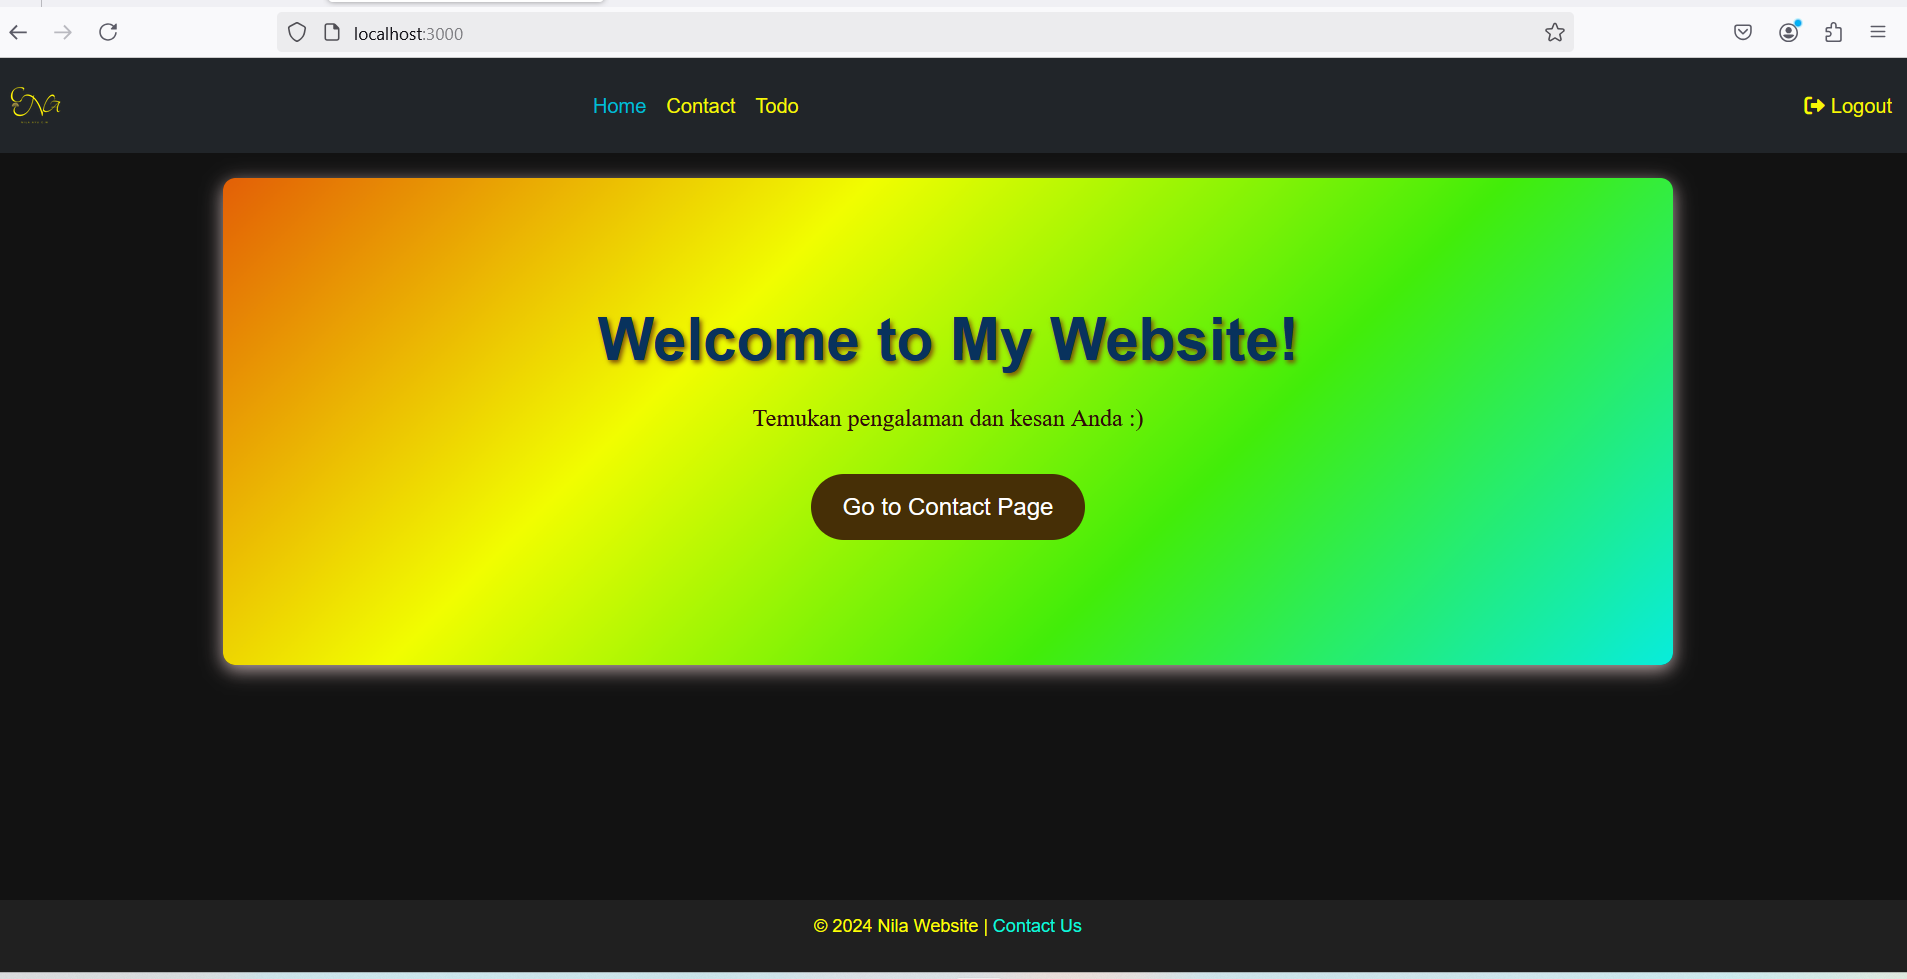 localhost:3000
Home Contact Todo
Logout
Welcome to My Website!
Temukan pengalaman dan kesan Anda :)
Go to Contact Page
© 2024 Nila Website | Contact Us